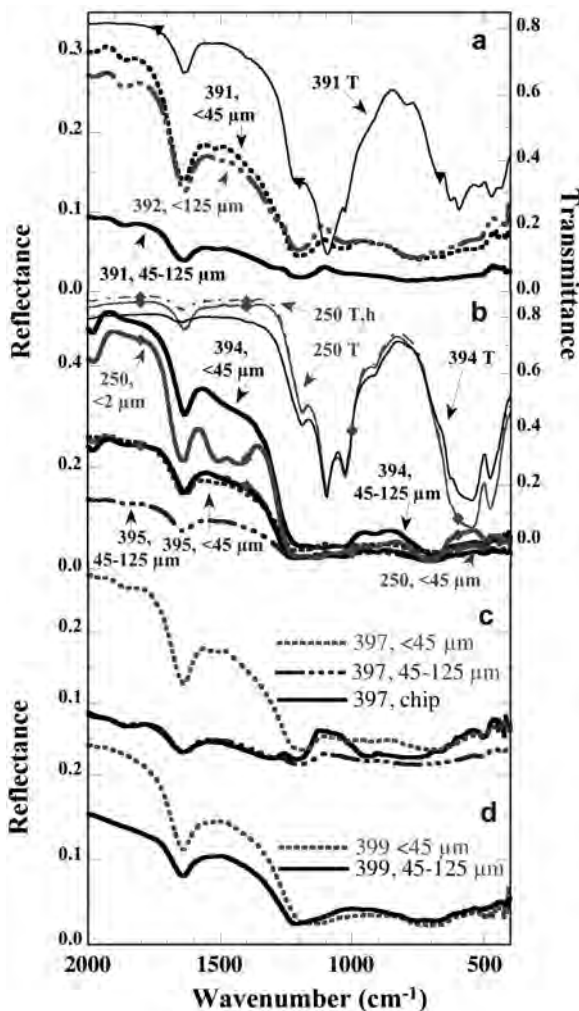 a
0.3
0.2
0.1
0.0
Reflectance
0.8
0.6
0.4
0.2
0.0
Transmittance
391 T
391,
<45 µm
392, <125 µm
391, 45-125 µm
b
0.4
0.2
0.0
Reflectance
0.8
0.6
0.4
0.2
0.0
250 T,h
250 T
394,
<45 µm
394 T
250,
<2 µm
394,
45-125 µm
395,
45-125 µm
395, <45 µm
250, <45 µm
c
0.2
0.1
397, <45 µm
397, 45-125 µm
397, chip
Reflectance
d
0.2
0.1
0.0
399 <45 µm
399, 45-125 µm
2000
1500
1000
500
Wavenumber (cm-1)